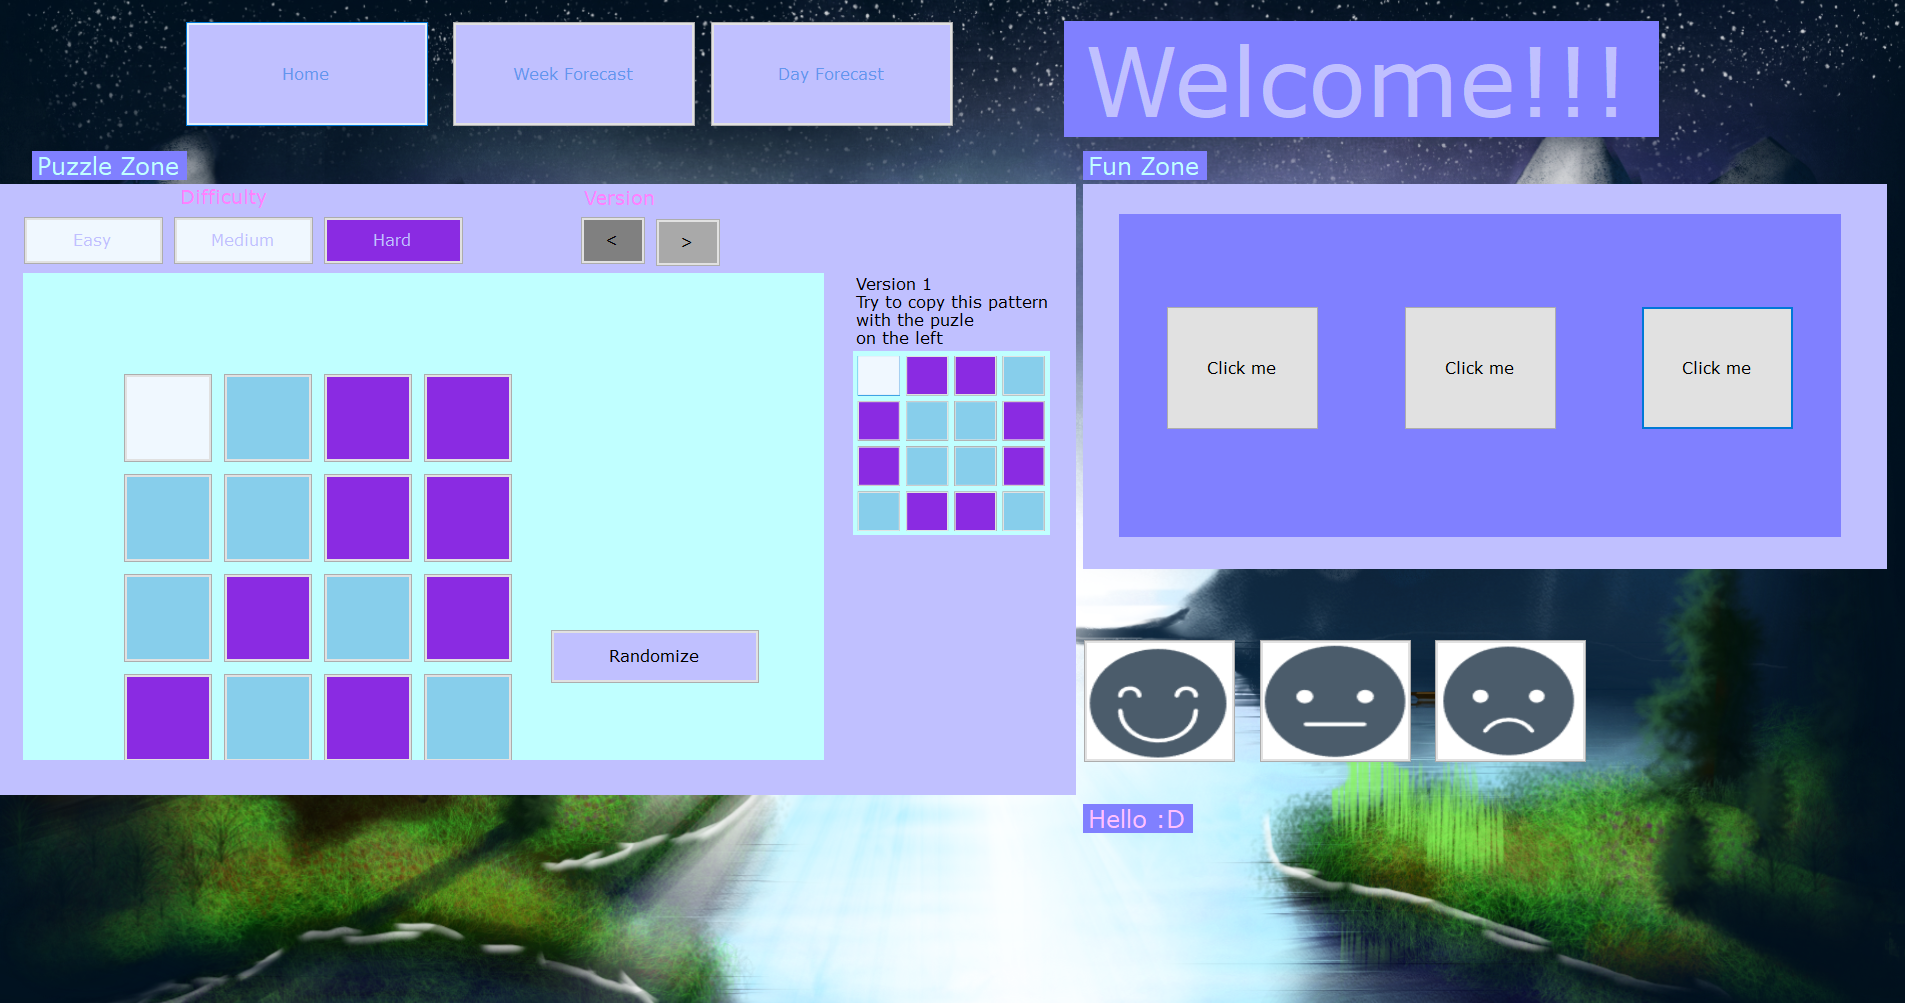 Home
Week Forecast
Day Forecast
Welcome!!!
Puzzle Zone
Difficulty
Version
Easy
Medium
Hard
<
>
Version 1
Try to copy this pattern
with the puzle
on the left
Randomize
Fun Zone
Click me
Click me
Click me
Hello :D